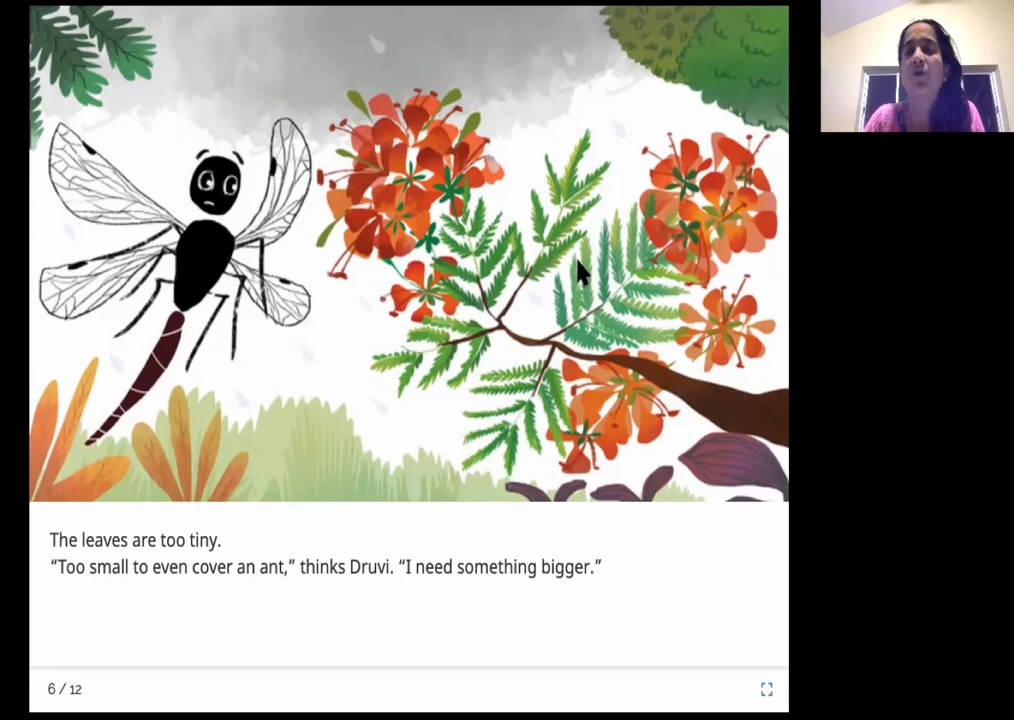 The leaves are too tiny.
“Too small to even cover an ant,” thinks Druvi. “I need something bigger.”
6 / 12